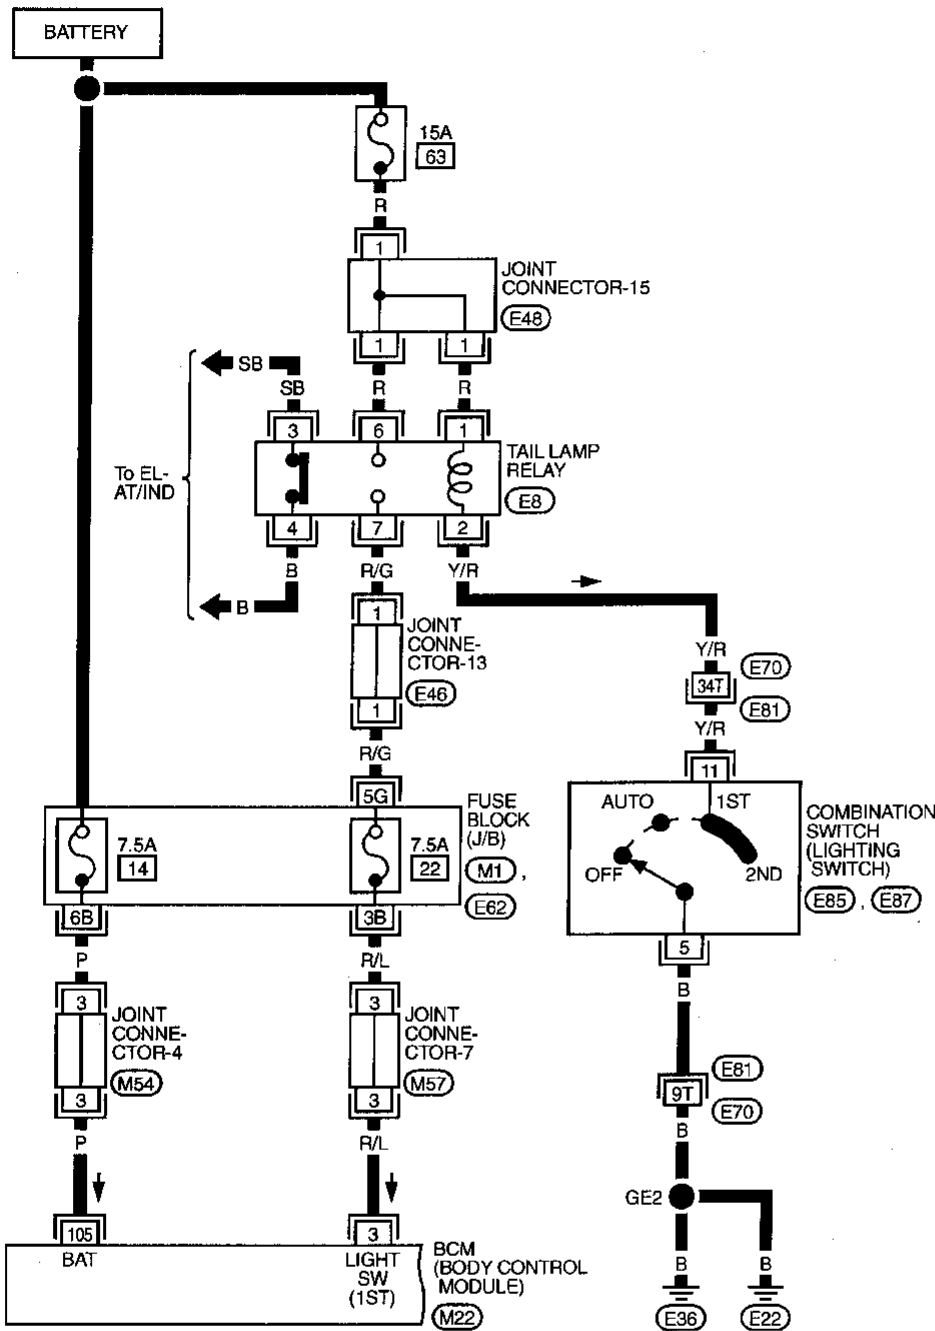 BATTERY
15A
63
R
1
JOINT
CONNECTOR-15
E48
1
1
SB
SB
R
R
3
6
1
To EL-
AT/IND
TAIL LAMP
RELAY
E8
4
7
2
B
R/G
Y/R
B
1
JOINT
CONNE-
CTOR-13
E46
1
Y/R
E70
34T
E81
Y/R
R/G
11
5G
FUSE
BLOCK
(J/B)
M1 ,
E62
7.5A
14
7.5A
22
AUTO
1ST
OFF
2ND
COMBINATION
SWITCH
(LIGHTING
SWITCH)
E85 , E87
6B
3B
5
P
R/L
B
3
JOINT
CONNE-
CTOR-4
M54
3
3
JOINT
CONNE-
CTOR-7
M57
3
E81
9T
E70
P
R/L
B
GE2
105
BAT
3
LIGHT
SW
(1ST)
BCM
(BODY CONTROL
MODULE)
M22
B
B
E36
E22